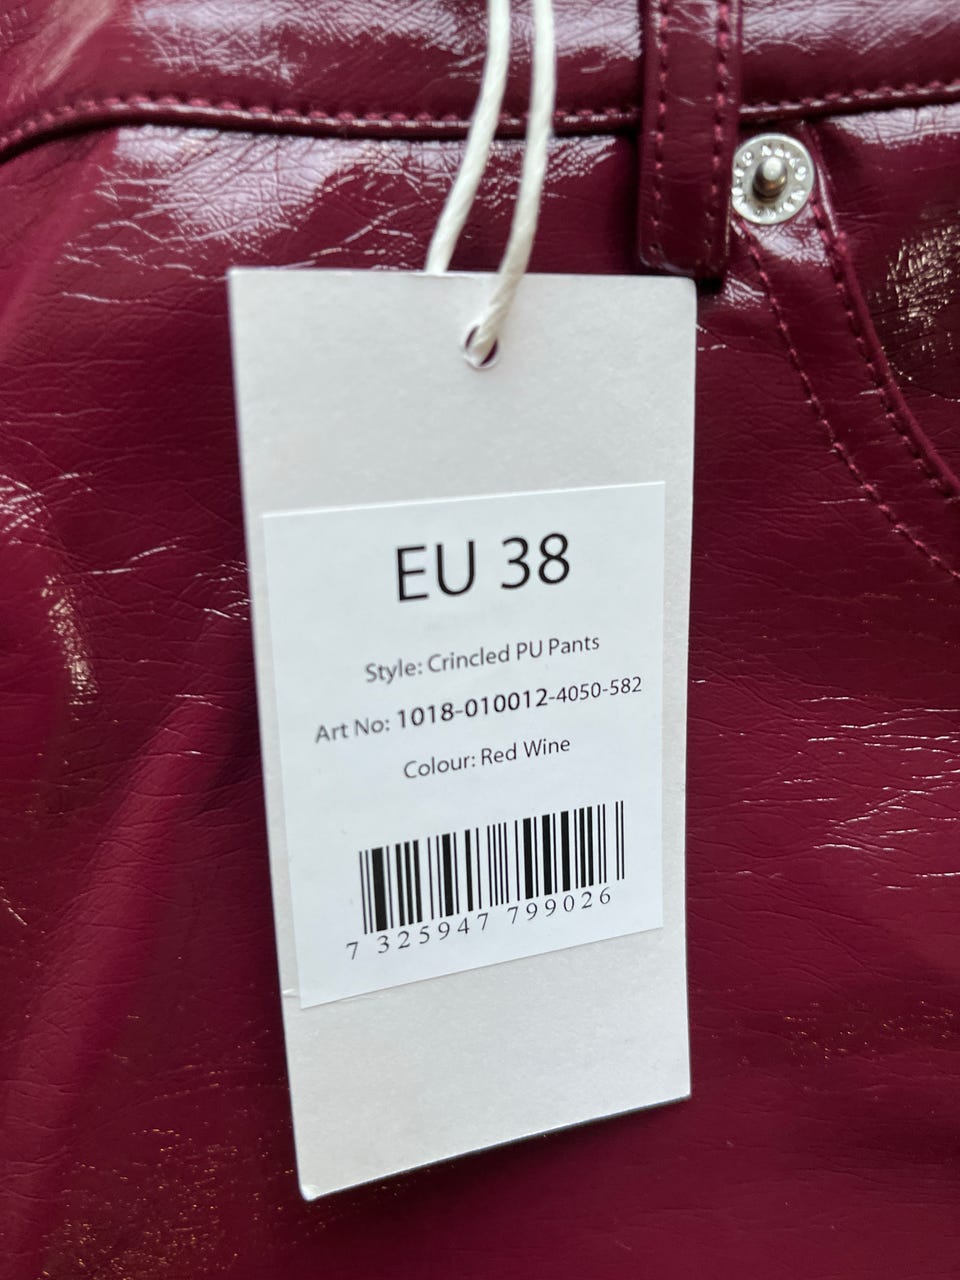 EU 38
Style: Crincled PU Pants
Art No: 1018-010012-4050-582
Colour: Red Wine
7 325947 799026